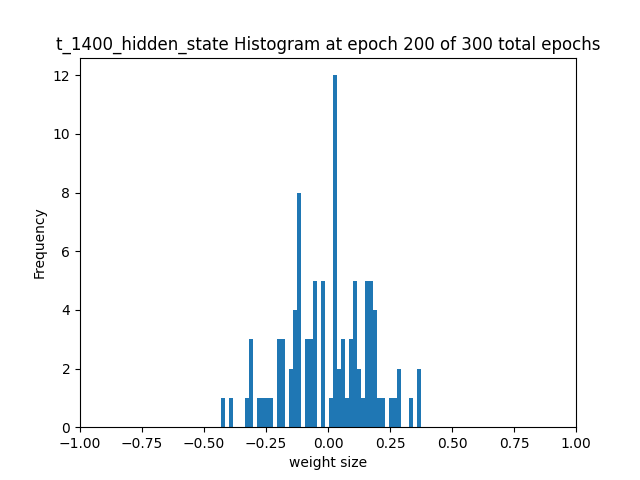 t_1400_hidden_state Histogram at epoch 200 of 300 total epochs
12
10
8
6
4
2
0
Frequency
−1.00 −0.75 −0.50 −0.25 0.00 0.25 0.50 0.75 1.00
weight size